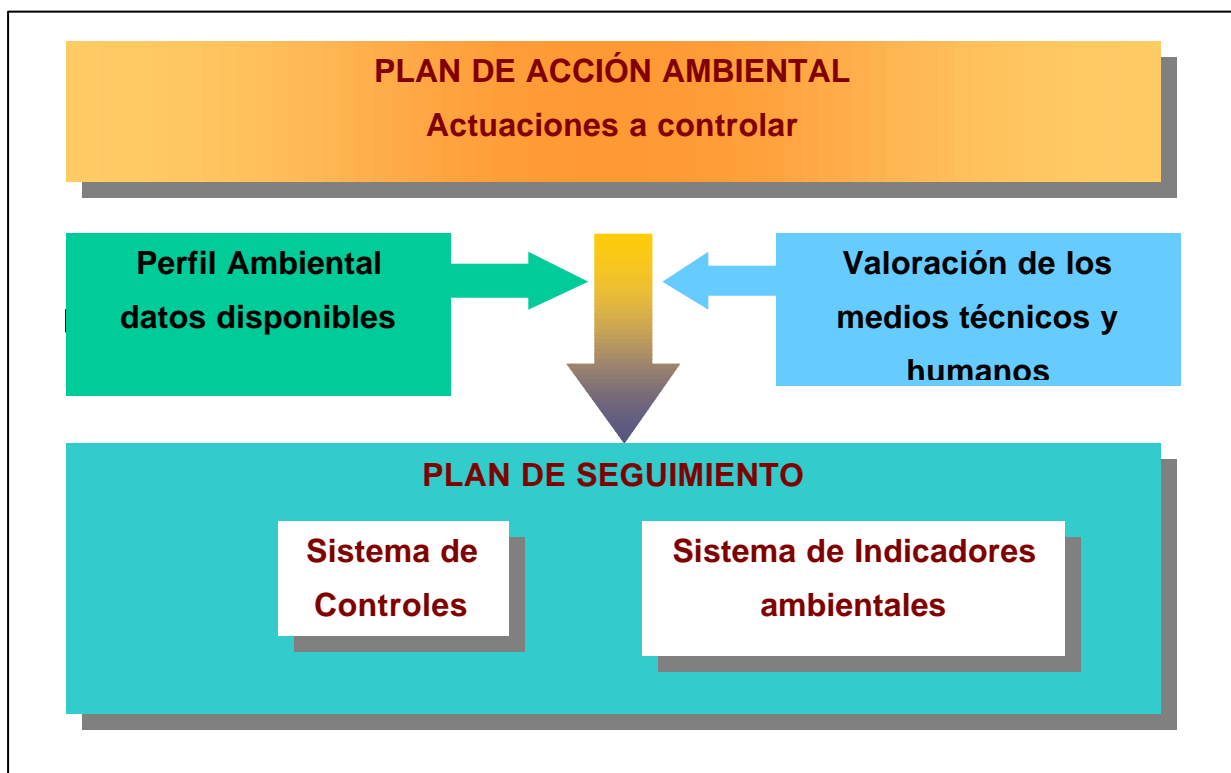 PLAN DE ACCIÓN AMBIENTAL
Actuaciones a controlar
Perfil Ambiental
datos disponibles
Valoración de los
medios técnicos y
humanos
PLAN DE SEGUIMIENTO
Sistema de
Controles
Sistema de Indicadores
ambientales